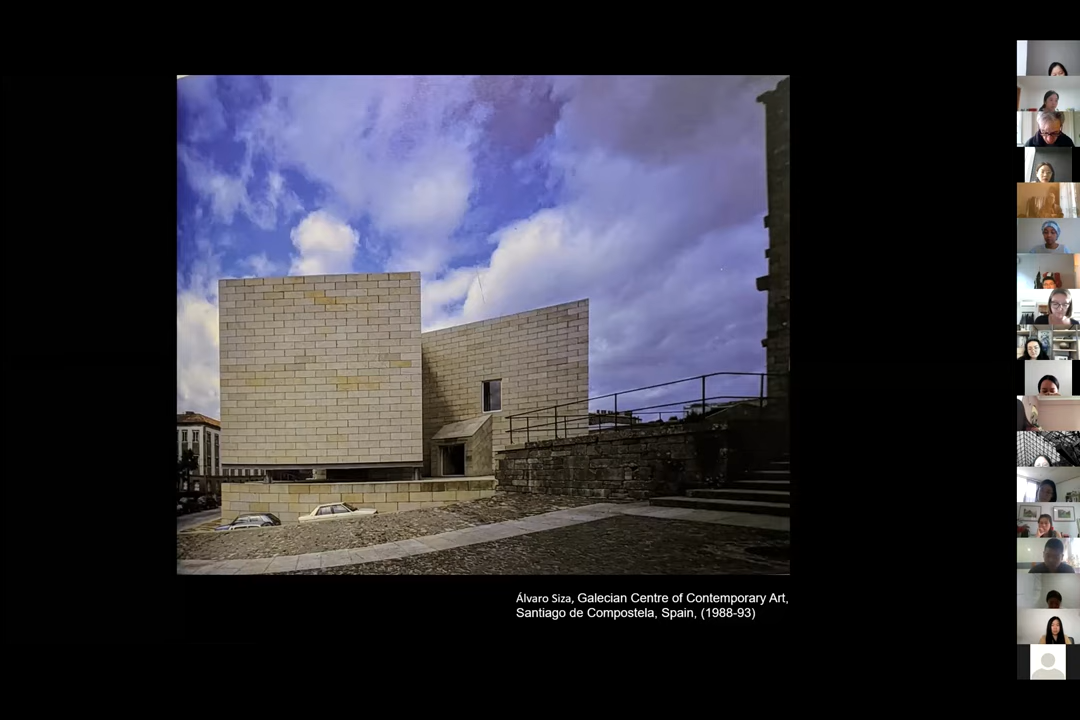 Álvaro Siza, Galecian Centre of Contemporary Art,
Santiago de Compostela, Spain, (1988-93)